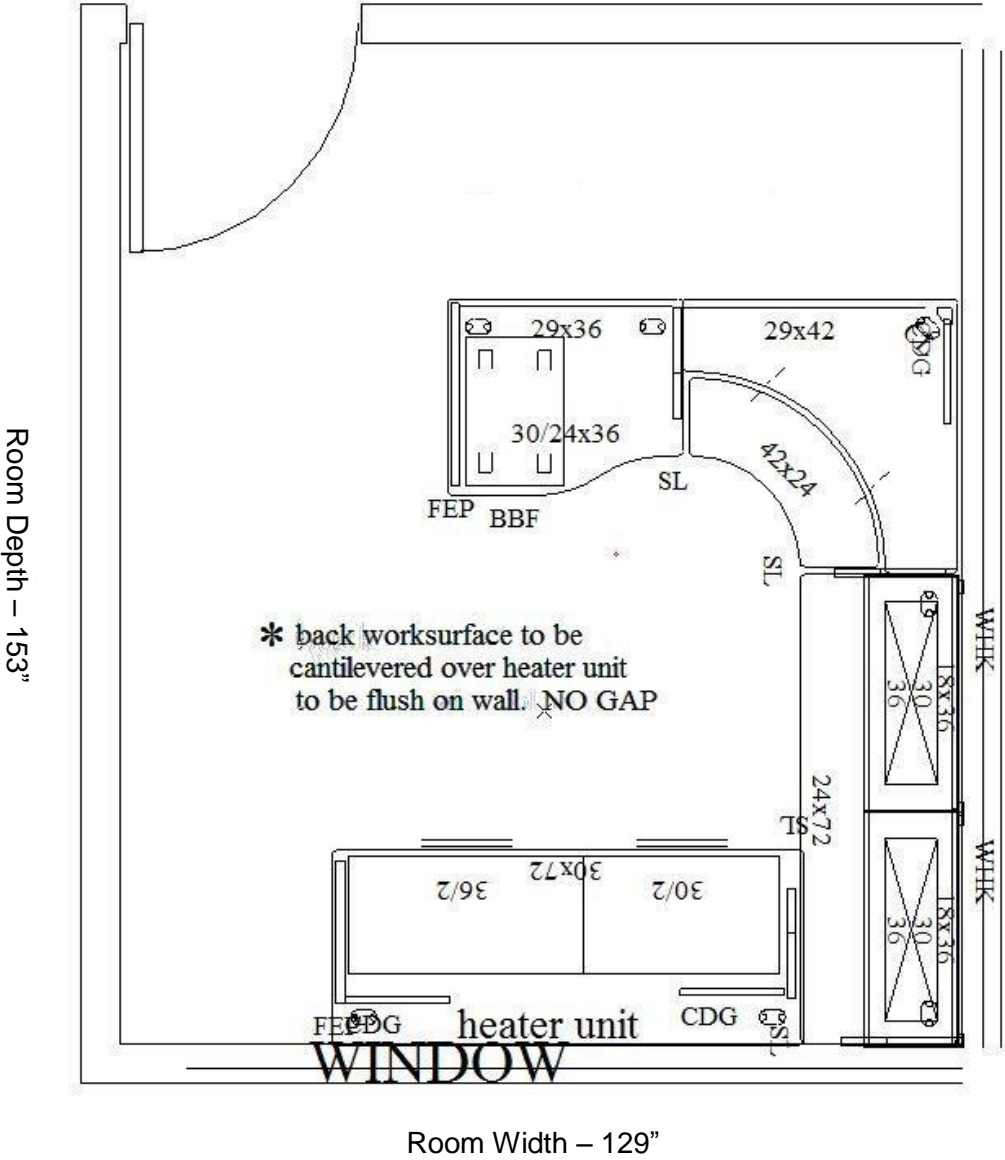 29x36
29x42
CDG
30/24x36
42x24
SL
FEP
BBF
SL
* back worksurface to be
cantilevered over heater unit
to be flush on wall. NO GAP
WHK
18x36
30
36
24x72
SL
30x72
36/2
30/2
WHK
18x36
30
36
FEP
CDG
heater unit
CDG
SL
WINDOW
Room Depth – 153”
Room Width – 129”